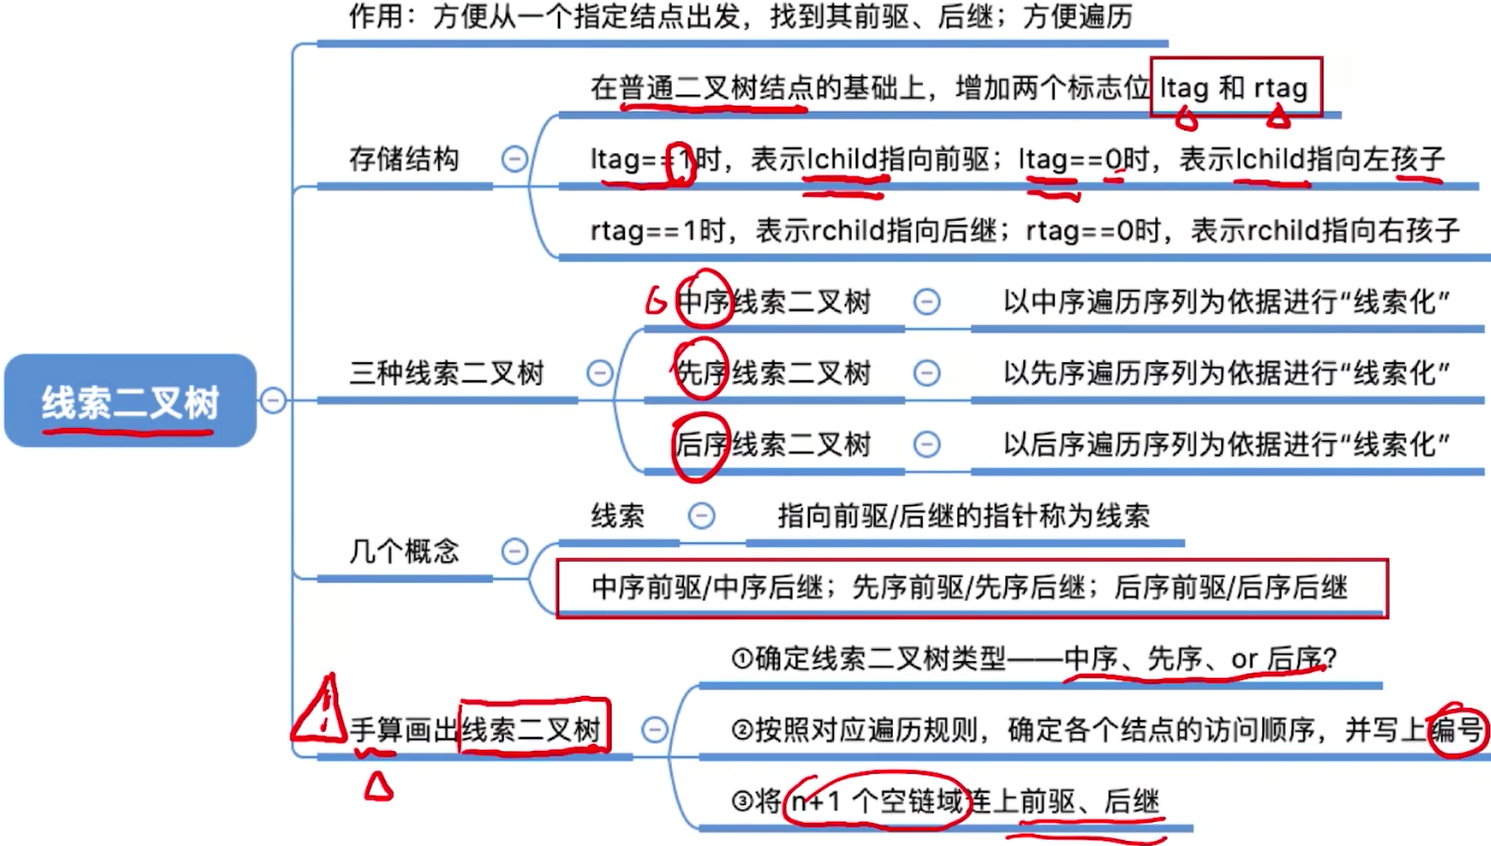 作用：方便从一个指定结点出发，找到其前驱、后继；方便遍历
在普通二叉树结点的基础上，增加两个标志位 ltag 和 rtag
存储结构
ltag==1时，表示lchild指向前驱；ltag==0时，表示lchild指向左孩子
rtag==1时，表示rchild指向后继；rtag==0时，表示rchild指向右孩子
中序线索二叉树
以中序遍历序列为依据进行“线索化”
三种线索二叉树
先序线索二叉树
以先序遍历序列为依据进行“线索化”
线索二叉树
后序线索二叉树
以后序遍历序列为依据进行“线索化”
线索
指向前驱/后继的指针称为线索
几个概念
中序前驱/中序后继；先序前驱/先序后继；后序前驱/后序后继
①确定线索二叉树类型——中序、先序、or 后序？
手算画出线索二叉树
②按照对应遍历规则，确定各个结点的访问顺序，并写上编号
③将 n+1 个空链域连上前驱、后继